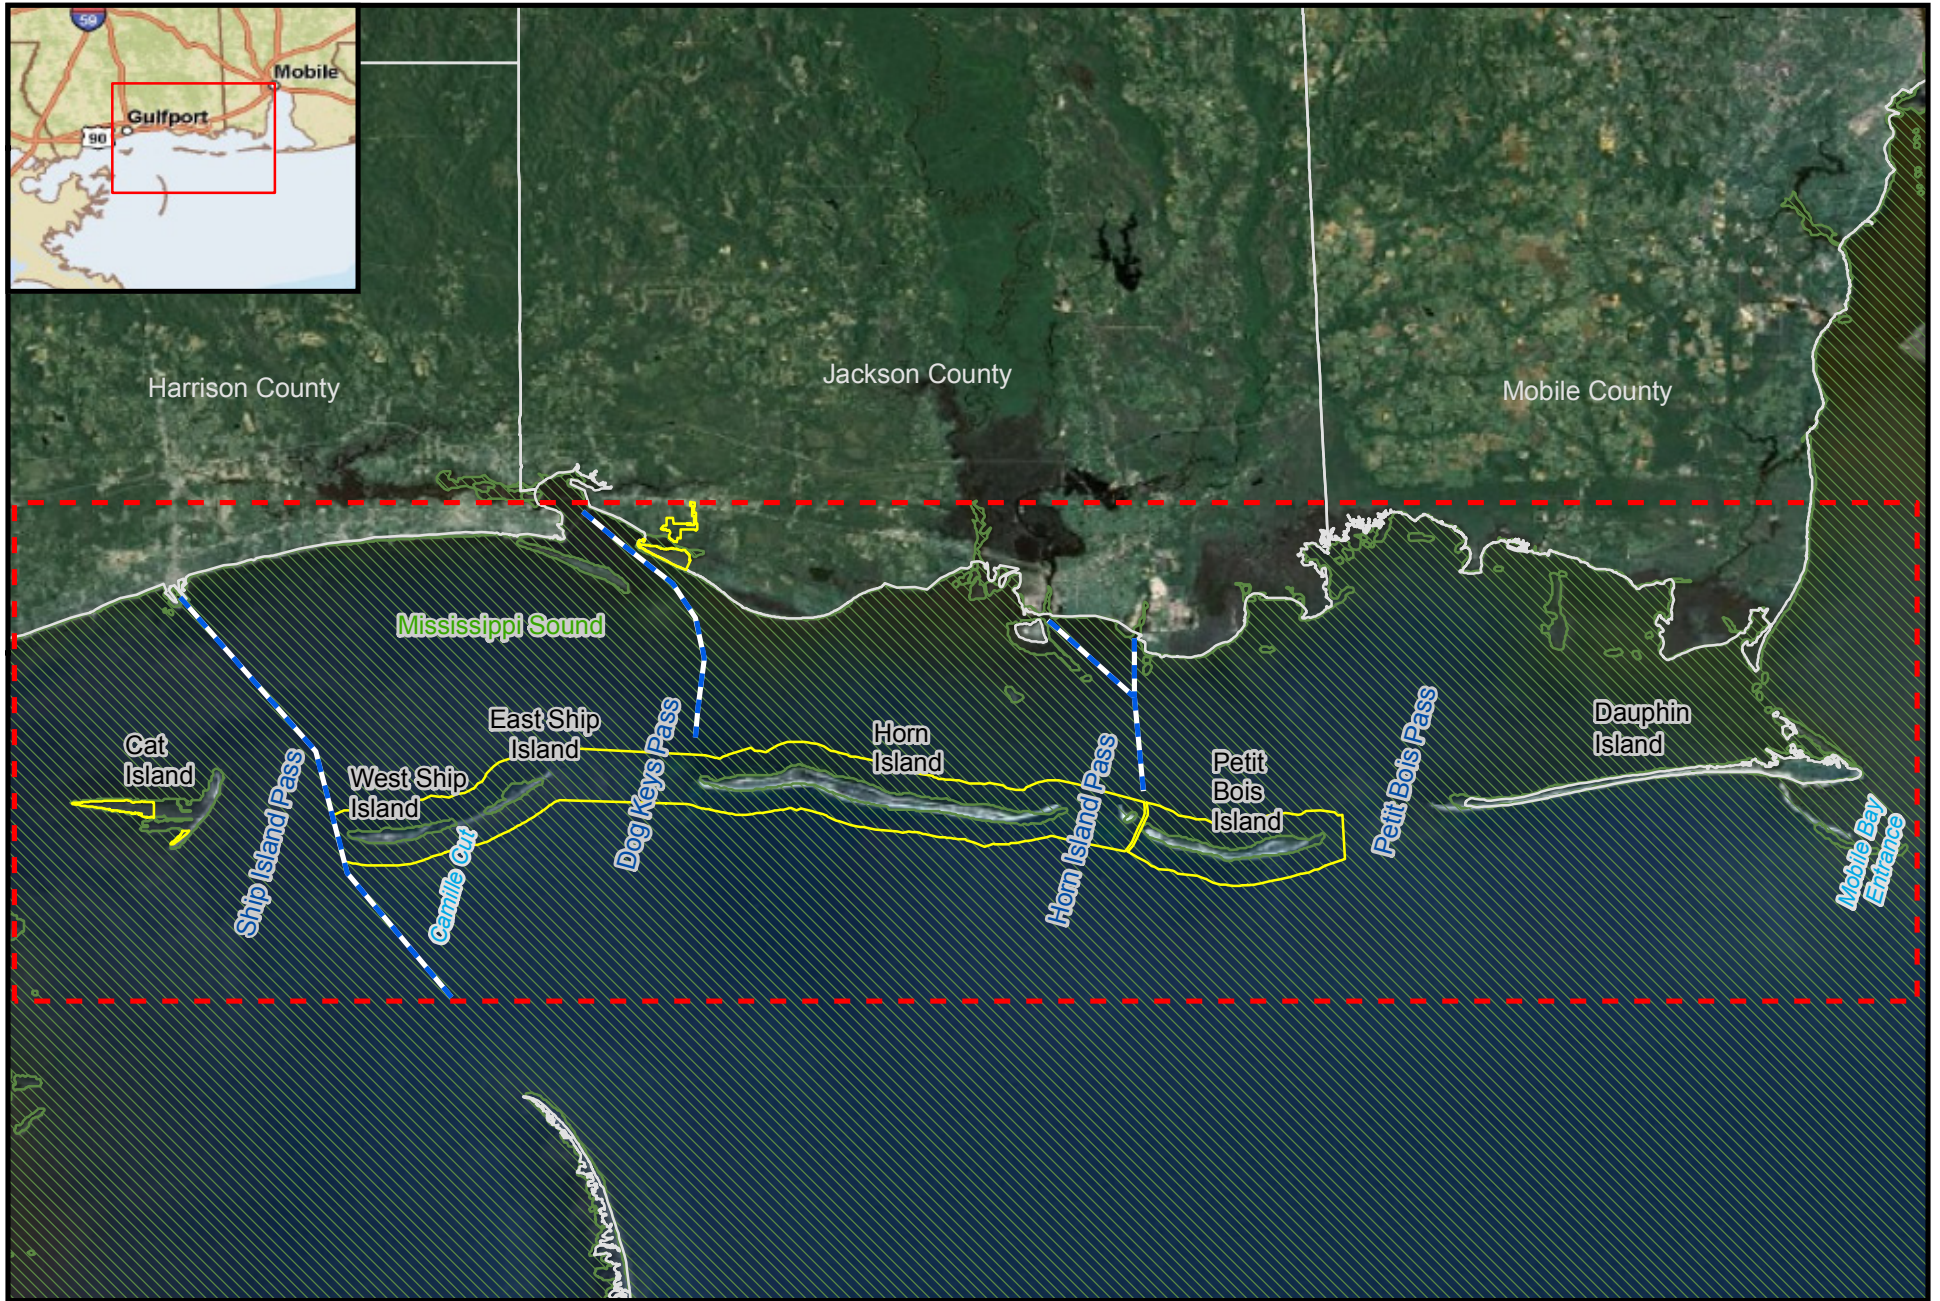 59
Mobile
Gulfport
90
Harrison County
Jackson County
Mobile County
Mississippi Sound
Cat
Island
Ship Island Pass
West Ship
Island
East Ship
Island
Camille Cut
Dog Keys Pass
Horn
Island
Horn Island Pass
Petit
Bois
Island
Petit Bois Pass
Dauphin
Island
Mobile Bay
Entrance